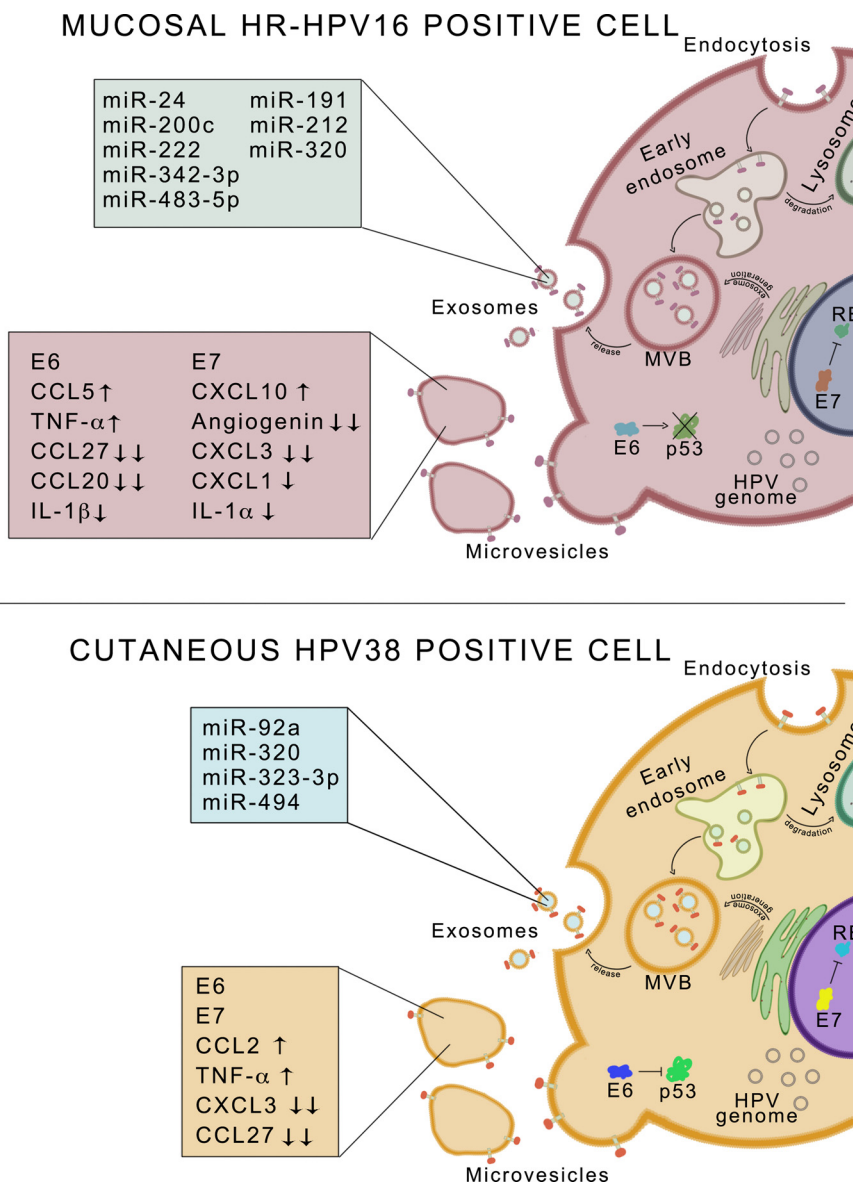 MUCOSAL HR-HPV16 POSITIVE CELL
Endocytosis
miR-24 miR-191
miR-200c miR-212
miR-222 miR-320
miR-342-3p
miR-483-5p
Early
endosome
Lysosome
degradation
exosome
generation
Exosomes
release
MVB
E6 E7
CCL5↑ CXCL10 ↑
TNF-α↑ Angiogenin ↓↓
CCL27↓↓ CXCL3 ↓↓
CCL20↓↓ CXCL1 ↓
IL-1β↓ IL-1α ↓
E7
E6 p53
HPV
genome
Microvesicles
CUTANEOUS HPV38 POSITIVE CELL
Endocytosis
miR-92a
miR-320
miR-323-3p
miR-494
Early
endosome
Lysosome
degradation
exosome
generation
Exosomes
release
MVB
E6
E7
CCL2 ↑
TNF-α ↑
CXCL3 ↓↓
CCL27 ↓↓
E7
E6 p53
HPV
genome
Microvesicles